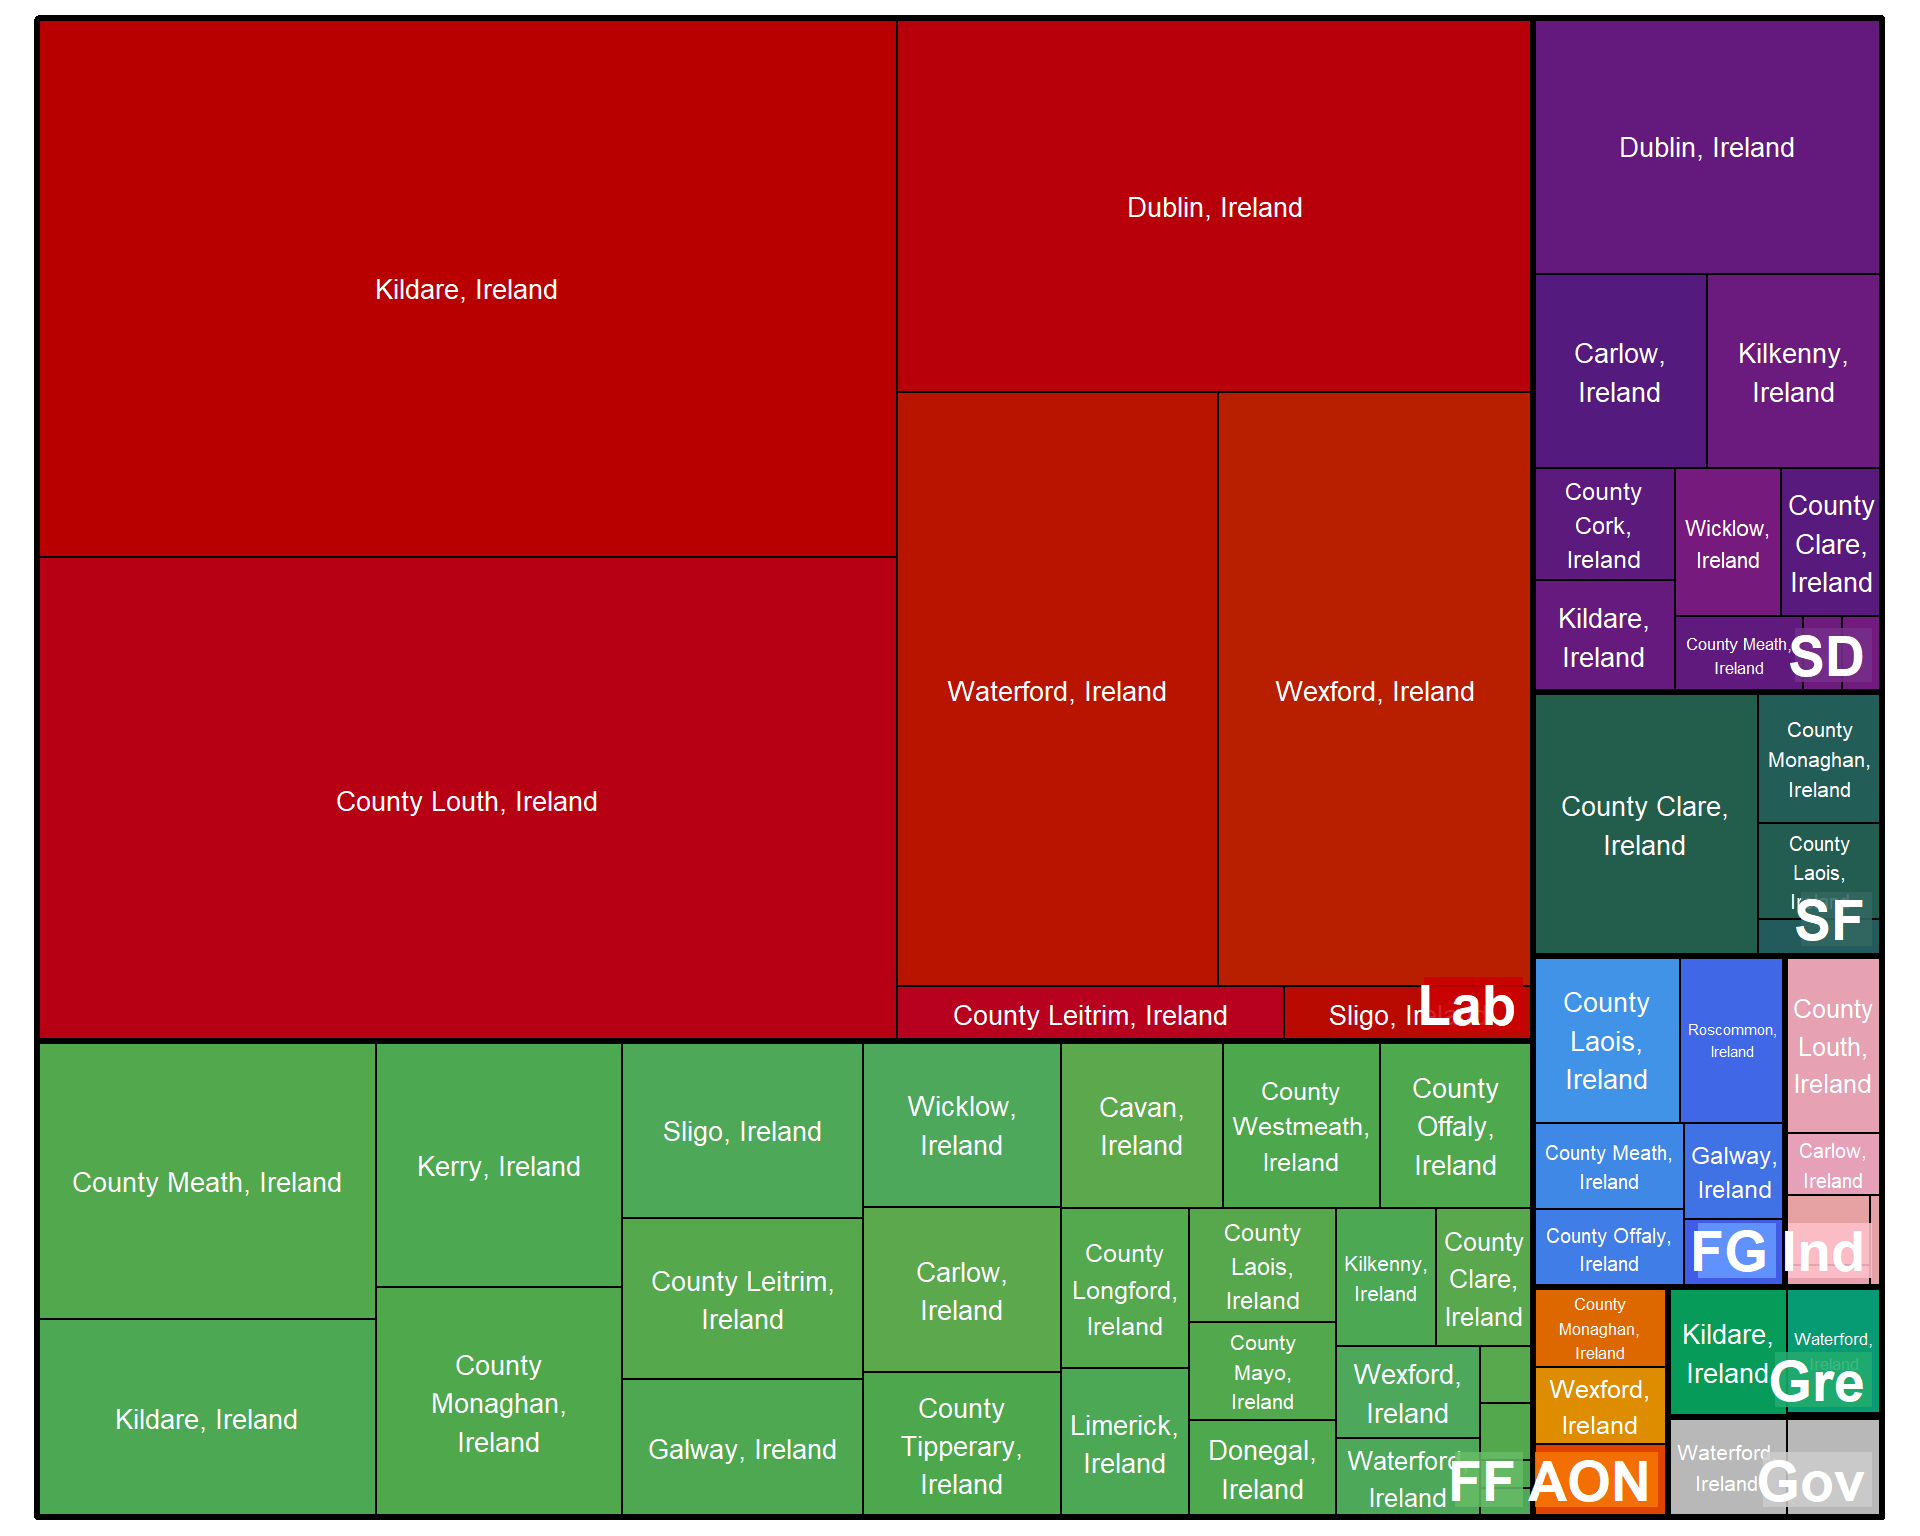 Kildare, Ireland
County Louth, Ireland
Dublin, Ireland
Waterford, Ireland
Wexford, Ireland
County Leitrim, Ireland
Sligo, Ireland
Lab
County Meath, Ireland
Kildare, Ireland
Kerry, Ireland
County
Monaghan,
Ireland
Sligo, Ireland
County Leitrim,
Ireland
Galway, Ireland
Wicklow,
Ireland
Carlow,
Ireland
County
Tipperary,
Ireland
Cavan,
Ireland
County
Westmeath,
Ireland
County
Offaly,
Ireland
County
Longford,
Ireland
Limerick,
Ireland
County
Laois,
Ireland
County
Mayo,
Ireland
Donegal,
Ireland
Kilkenny,
Ireland
County
Clare,
Ireland
Wexford,
Ireland
Waterford,
Ireland
FF
Dublin, Ireland
Carlow,
Ireland
Kilkenny,
Ireland
County
Cork,
Ireland
Kildare,
Ireland
Wicklow,
Ireland
County
Clare,
Ireland
County Meath,
Ireland
SD
County Clare,
Ireland
County
Monaghan,
Ireland
County
Laois,
Ireland
SF
County
Laois,
Ireland
Roscommon,
Ireland
County Meath,
Ireland
Galway,
Ireland
County Offaly,
Ireland
FG
County
Louth,
Ireland
Carlow,
Ireland
Ind
County
Monaghan,
Ireland
Wexford,
Ireland
AON
Kildare,
Ireland
Waterford,
Ireland
Gre
Waterford,
Ireland
Gov